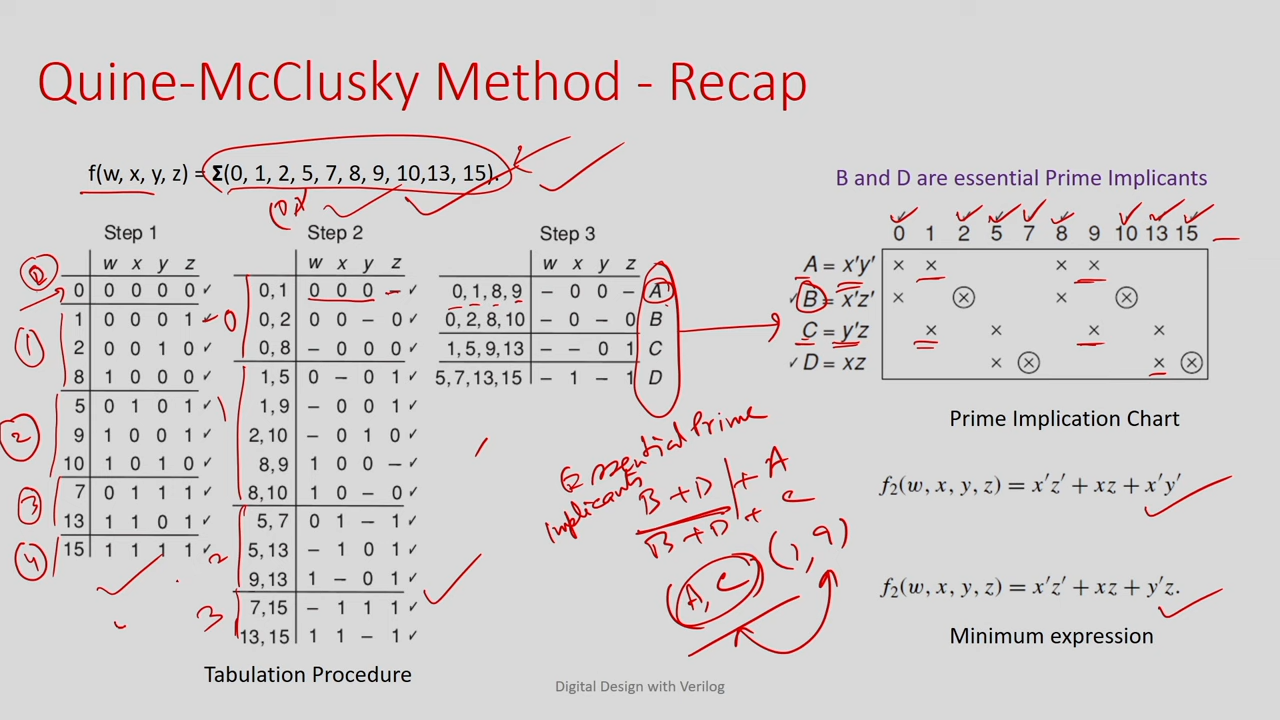 Quine-McClusky Method - Recap
f(w, x, y, z) = Σ(0, 1, 2, 5, 7, 8, 9, 10,13, 15).
Step 1
w x y z
0 0 0 0 0 ✓
1 0 0 0 1 ✓
2 0 0 1 0 ✓
8 1 0 0 0 ✓
5 0 1 0 1 ✓
9 1 0 0 1 ✓
10 1 0 1 0 ✓
7 0 1 1 1 ✓
13 1 1 0 1 ✓
15 1 1 1 1 ✓
0
1
2
3
4
Step 2
w x y z
0, 1 0 0 0 – ✓
0, 2 0 0 – 0 ✓
0, 8 – 0 0 0 ✓
1, 5 0 – 0 1 ✓
1, 9 – 0 0 1 ✓
2, 10 – 0 1 0 ✓
8, 9 1 0 0 – ✓
8, 10 1 0 – 0 ✓
5, 7 0 1 – 1 ✓
5, 13 – 1 0 1 ✓
9, 13 1 – 0 1 ✓
7, 15 – 1 1 1 ✓
13, 15 1 1 – 1 ✓
0
1
2
3
Tabulation Procedure
Step 3
w x y z
0, 1, 8, 9 – 0 0 – A
0, 2, 8, 10 – 0 – 0 B
1, 5, 9, 13 – – 0 1 C
5, 7, 13, 15 – 1 – 1 D
Essential Prime
Implicants
B + D + A
B + D + C
(A, C) (1, 9)
B and D are essential Prime Implicants
0 1 2 5 7 8 9 10 13 15
A = x′y′ × × × ×
✓ B = x′z′ × ⊗ × ⊗
C = y′z × × × ×
✓ D = xz × ⊗ × ⊗
Prime Implication Chart
f₂(w, x, y, z) = x′z′ + xz + x′y′
f₂(w, x, y, z) = x′z′ + xz + y′z.
Minimum expression
Digital Design with Verilog